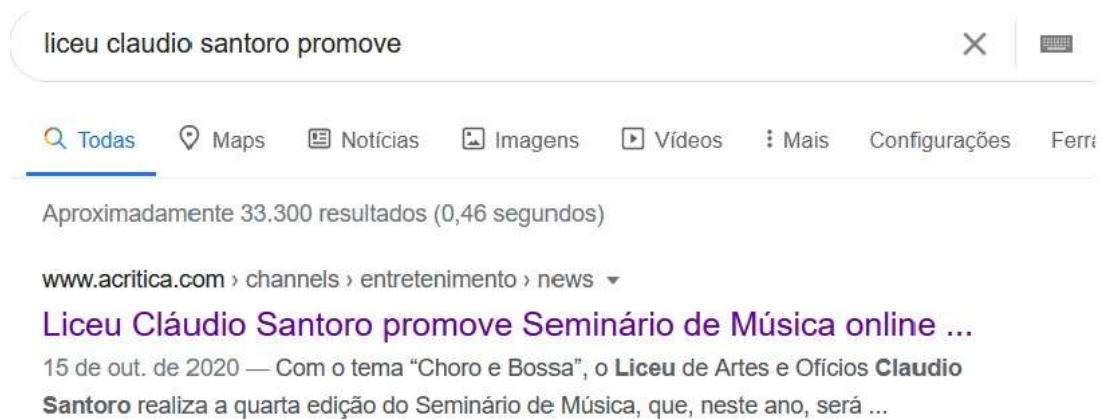 liceu claudio santoro promove
Todas Maps Notícias Imagens Vídeos Mais Configurações Ferra
Aproximadamente 33.300 resultados (0,46 segundos)
www.acritica.com › channels › entretenimento › news
Liceu Cláudio Santoro promove Seminário de Música online ...
15 de out. de 2020 — Com o tema “Choro e Bossa”, o Liceu de Artes e Ofícios Claudio
Santoro realiza a quarta edição do Seminário de Música, que, neste ano, será ...